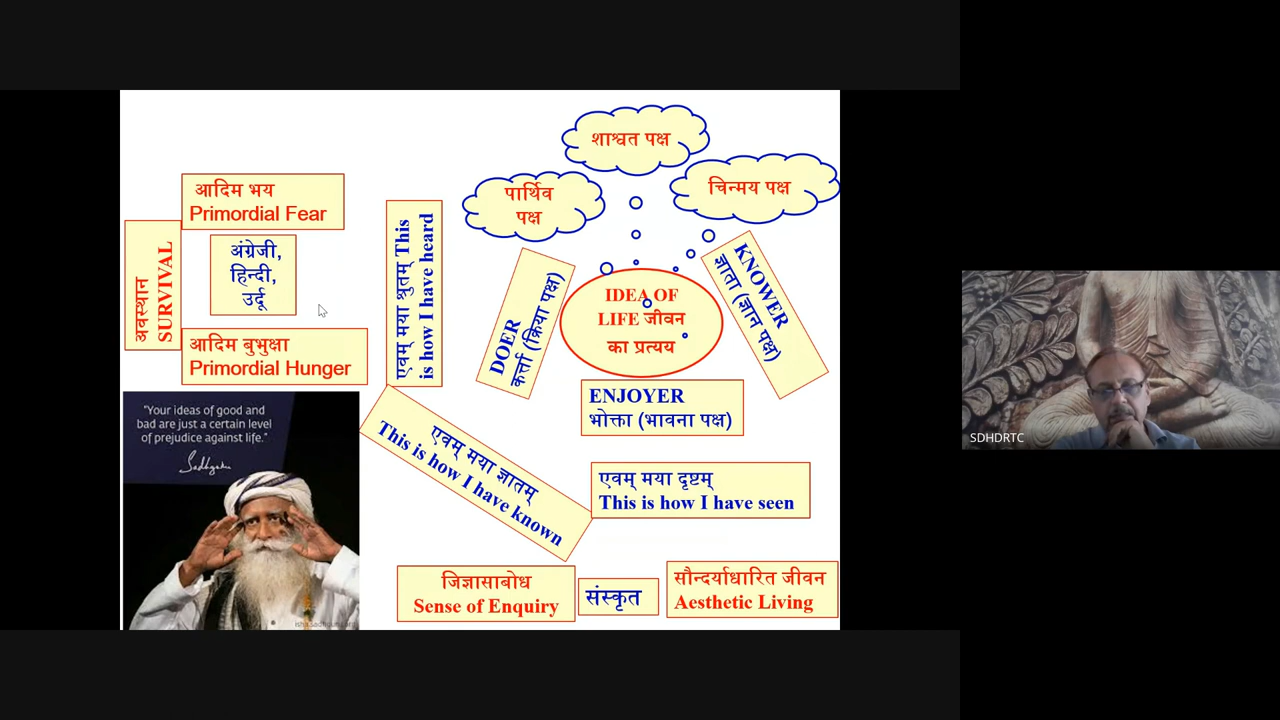 शाश्वत पक्ष
पार्थिव
पक्ष
चिन्मय पक्ष
आदिम भय
Primordial Fear
अवस्थान
SURVIVAL
अंग्रेजी,
हिन्दी,
उर्दू
आदिम बुभुक्षा
Primordial Hunger
एवम् मया श्रुतम् This
is how I have heard
DOER
कर्त्ता (क्रिया पक्ष)
IDEA OF
LIFE जीवन
का प्रत्यय
KNOWER
ज्ञाता (ज्ञान पक्ष)
ENJOYER
भोक्ता (भावना पक्ष)
"Your ideas of good and
bad are just a certain level
of prejudice against life."
Sadhguru
एवम् मया ज्ञातम्
This is how I have known
एवम् मया दृष्टम्
This is how I have seen
जिज्ञासाबोध
Sense of Enquiry
संस्कृत
सौन्दर्याधारित जीवन
Aesthetic Living
SDHDRTC